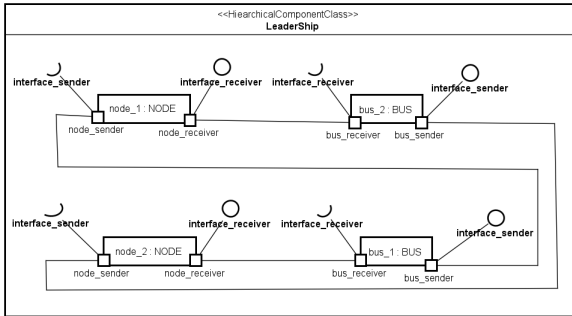 <<HiearchicalComponentClass>>
LeaderShip
interface_sender
interface_receiver
interface_receiver
interface_sender
node_1 : NODE
bus_2 : BUS
node_sender
node_receiver
bus_receiver
bus_sender
interface_sender
interface_receiver
interface_receiver
interface_sender
node_2 : NODE
bus_1 : BUS
node_sender
node_receiver
bus_receiver
bus_sender